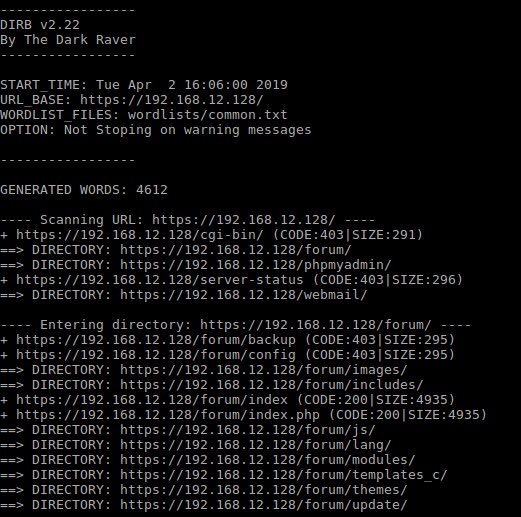 -----------------
DIRB v2.22
By The Dark Raver
-----------------
START_TIME: Tue Apr  2 16:06:00 2019
URL_BASE: https://192.168.12.128/
WORDLIST_FILES: wordlists/common.txt
OPTION: Not Stoping on warning messages
-----------------
GENERATED WORDS: 4612
---- Scanning URL: https://192.168.12.128/ ----
+ https://192.168.12.128/cgi-bin/ (CODE:403|SIZE:291)
==> DIRECTORY: https://192.168.12.128/forum/
==> DIRECTORY: https://192.168.12.128/phpmyadmin/
+ https://192.168.12.128/server-status (CODE:403|SIZE:296)
==> DIRECTORY: https://192.168.12.128/webmail/
---- Entering directory: https://192.168.12.128/forum/ ----
+ https://192.168.12.128/forum/backup (CODE:403|SIZE:295)
+ https://192.168.12.128/forum/config (CODE:403|SIZE:295)
==> DIRECTORY: https://192.168.12.128/forum/images/
==> DIRECTORY: https://192.168.12.128/forum/includes/
+ https://192.168.12.128/forum/index (CODE:200|SIZE:4935)
+ https://192.168.12.128/forum/index.php (CODE:200|SIZE:4935)
==> DIRECTORY: https://192.168.12.128/forum/js/
==> DIRECTORY: https://192.168.12.128/forum/lang/
==> DIRECTORY: https://192.168.12.128/forum/modules/
==> DIRECTORY: https://192.168.12.128/forum/templates_c/
==> DIRECTORY: https://192.168.12.128/forum/themes/
==> DIRECTORY: https://192.168.12.128/forum/update/